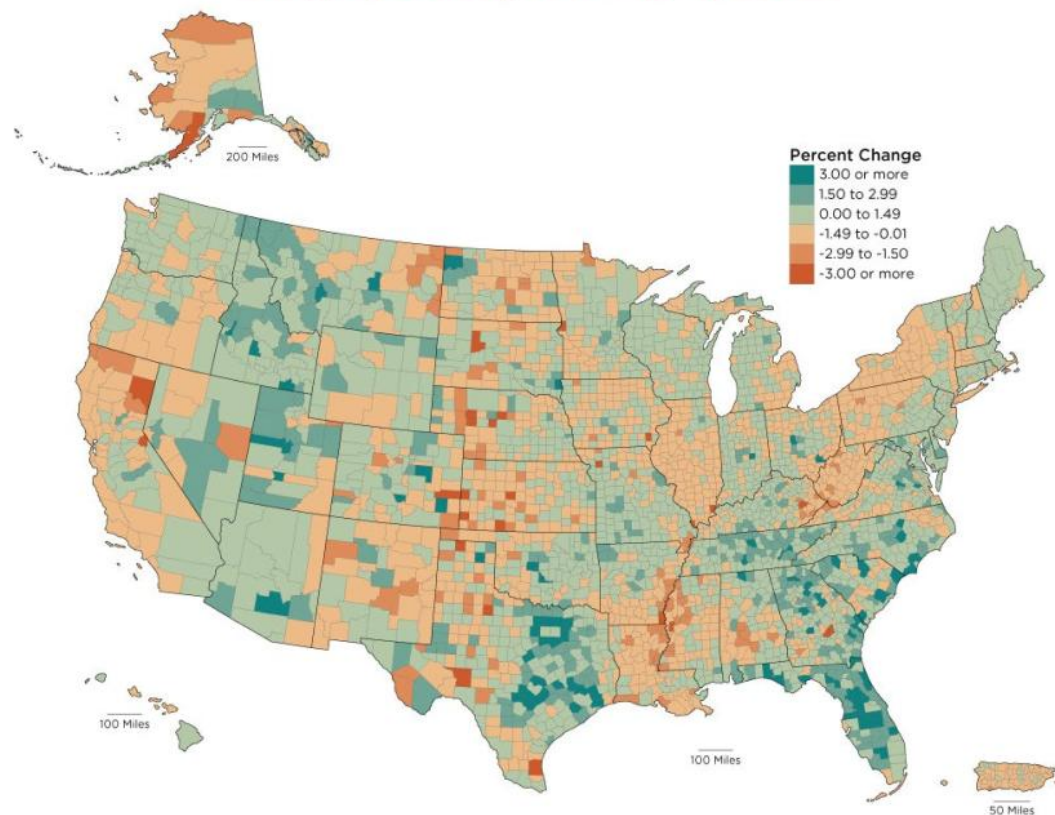 200 Miles
Percent Change
3.00 or more
1.50 to 2.99
0.00 to 1.49
-1.49 to -0.01
-2.99 to -1.50
-3.00 or more
100 Miles
100 Miles
50 Miles